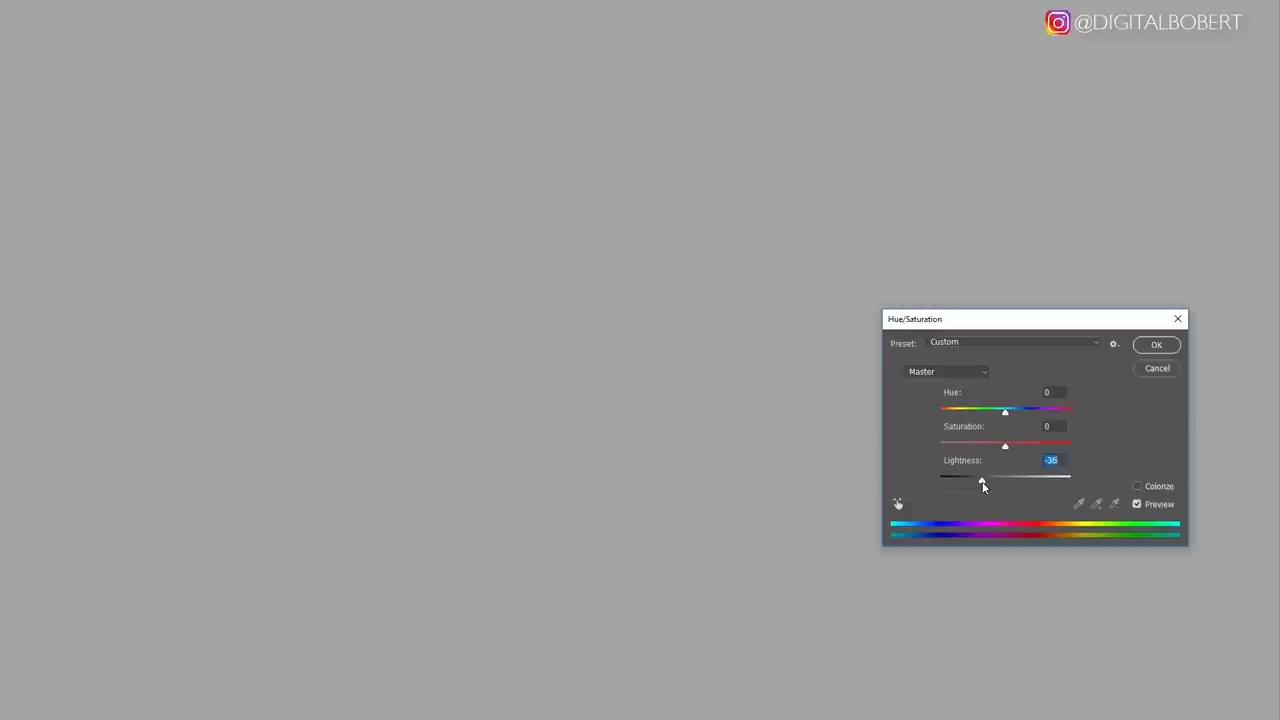 @DIGITALBOBERT
Hue/Saturation
Preset: Custom
OK
Master
Cancel
Hue: 0
Saturation: 0
Lightness: -36
Colorize
Preview